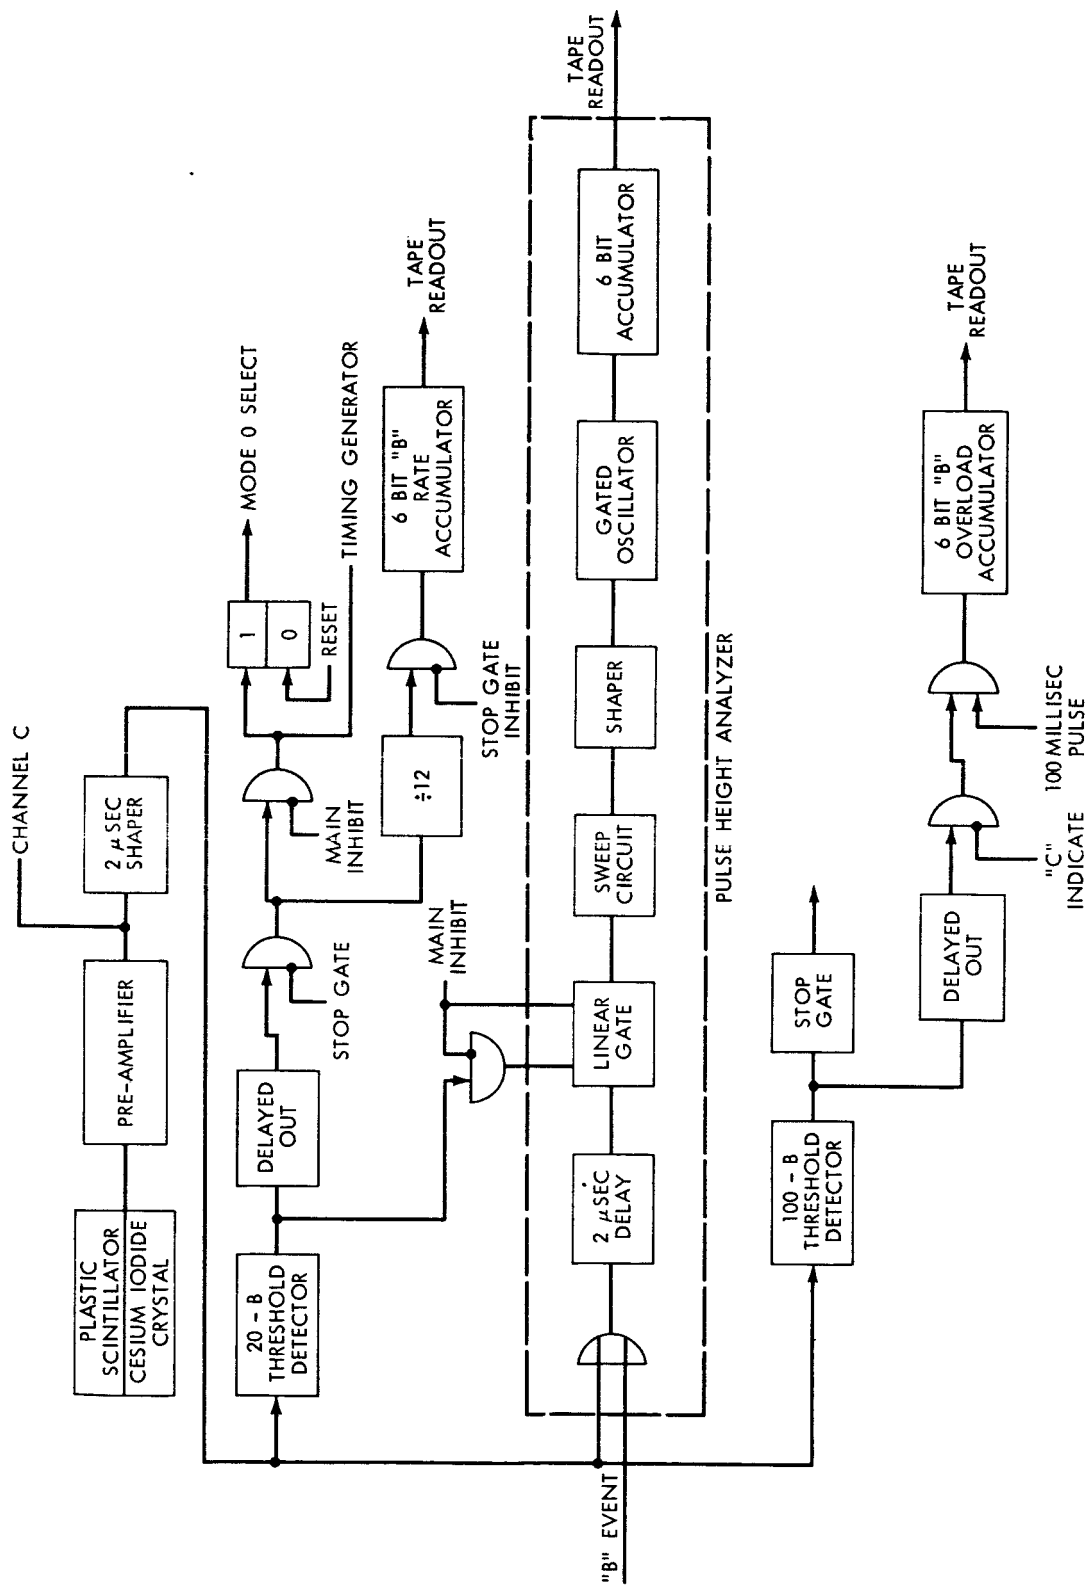 CHANNEL C
PLASTIC
SCINTILLATOR
CESIUM IODIDE
CRYSTAL
PRE-AMPLIFIER
2 µ SEC
SHAPER
20 - B
THRESHOLD
DETECTOR
DELAYED
OUT
STOP GATE
MAIN
INHIBIT
1
0
RESET
MODE 0 SELECT
TIMING GENERATOR
÷12
STOP GATE
INHIBIT
6 BIT "B"
RATE
ACCUMULATOR
TAPE
READOUT
MAIN
INHIBIT
"B" EVENT
2 µSEC
DELAY
LINEAR
GATE
SWEEP
CIRCUIT
SHAPER
GATED
OSCILLATOR
6 BIT
ACCUMULATOR
TAPE
READOUT
PULSE HEIGHT ANALYZER
100 - B
THRESHOLD
DETECTOR
STOP
GATE
DELAYED
OUT
"C"
INDICATE
100 MILLISEC
PULSE
6 BIT "B"
OVERLOAD
ACCUMULATOR
TAPE
READOUT